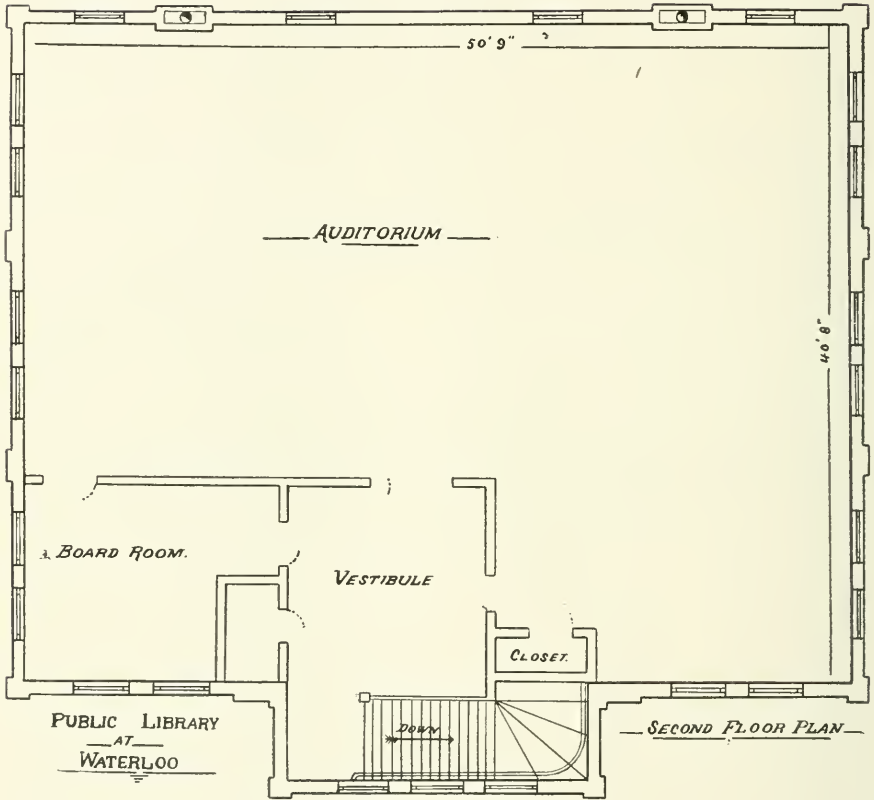 50' 9"
AUDITORIUM
40' 8"
BOARD ROOM.
VESTIBULE
CLOSET.
DOWN
PUBLIC LIBRARY
AT
WATERLOO
SECOND FLOOR PLAN